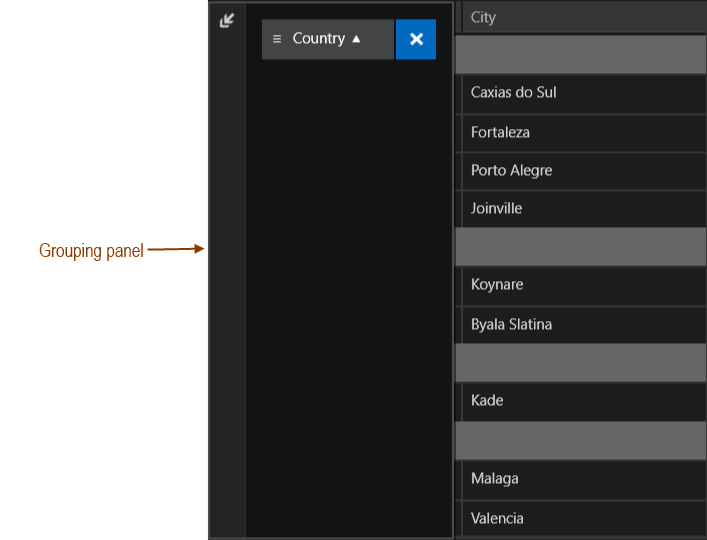 Country
City
Caxias do Sul
Fortaleza
Porto Alegre
Joinville
Grouping panel
Koynare
Byala Slatina
Kade
Malaga
Valencia